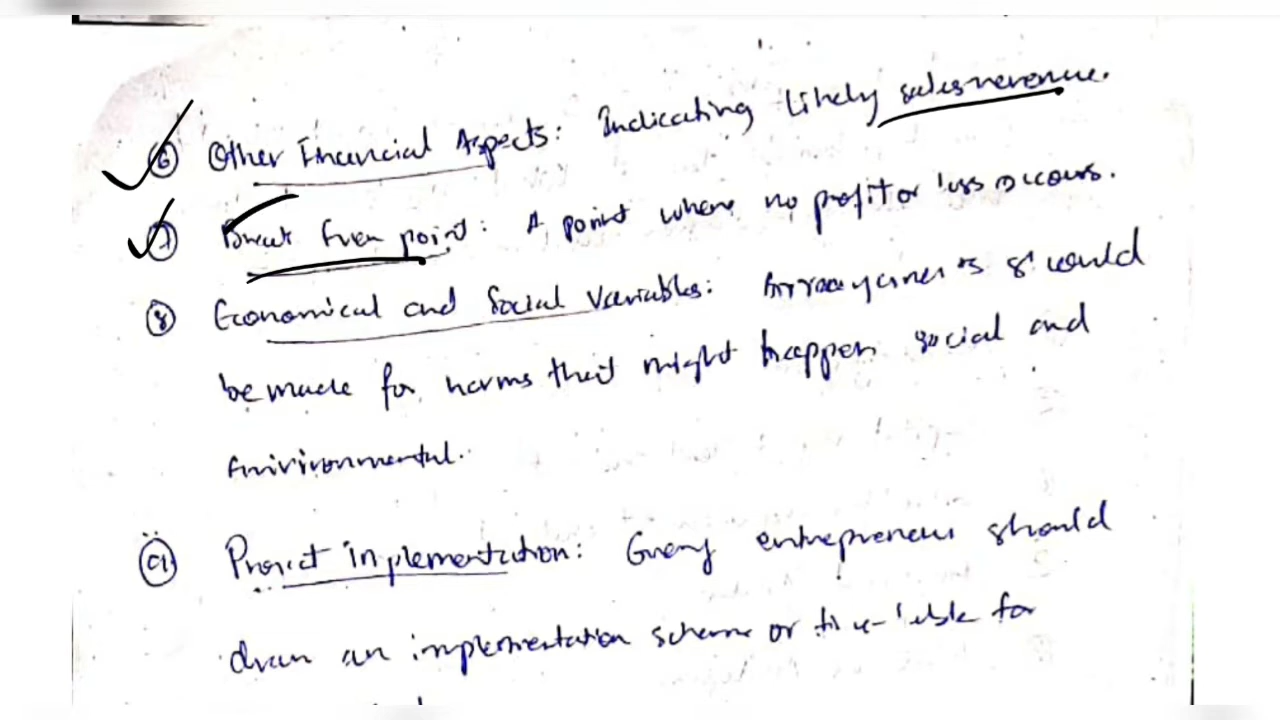 ⑥ Other Financial Aspects: Indicating likely sales revenue.
⑦ Break Even point: A point where no profit or loss occurs.
⑧ Economical and Social Variables: Arrangements should
be made for harms that might happen social and
Environmental.
⑨ Project implementation: Every entrepreneur should
draw an implementation scheme or time-table for